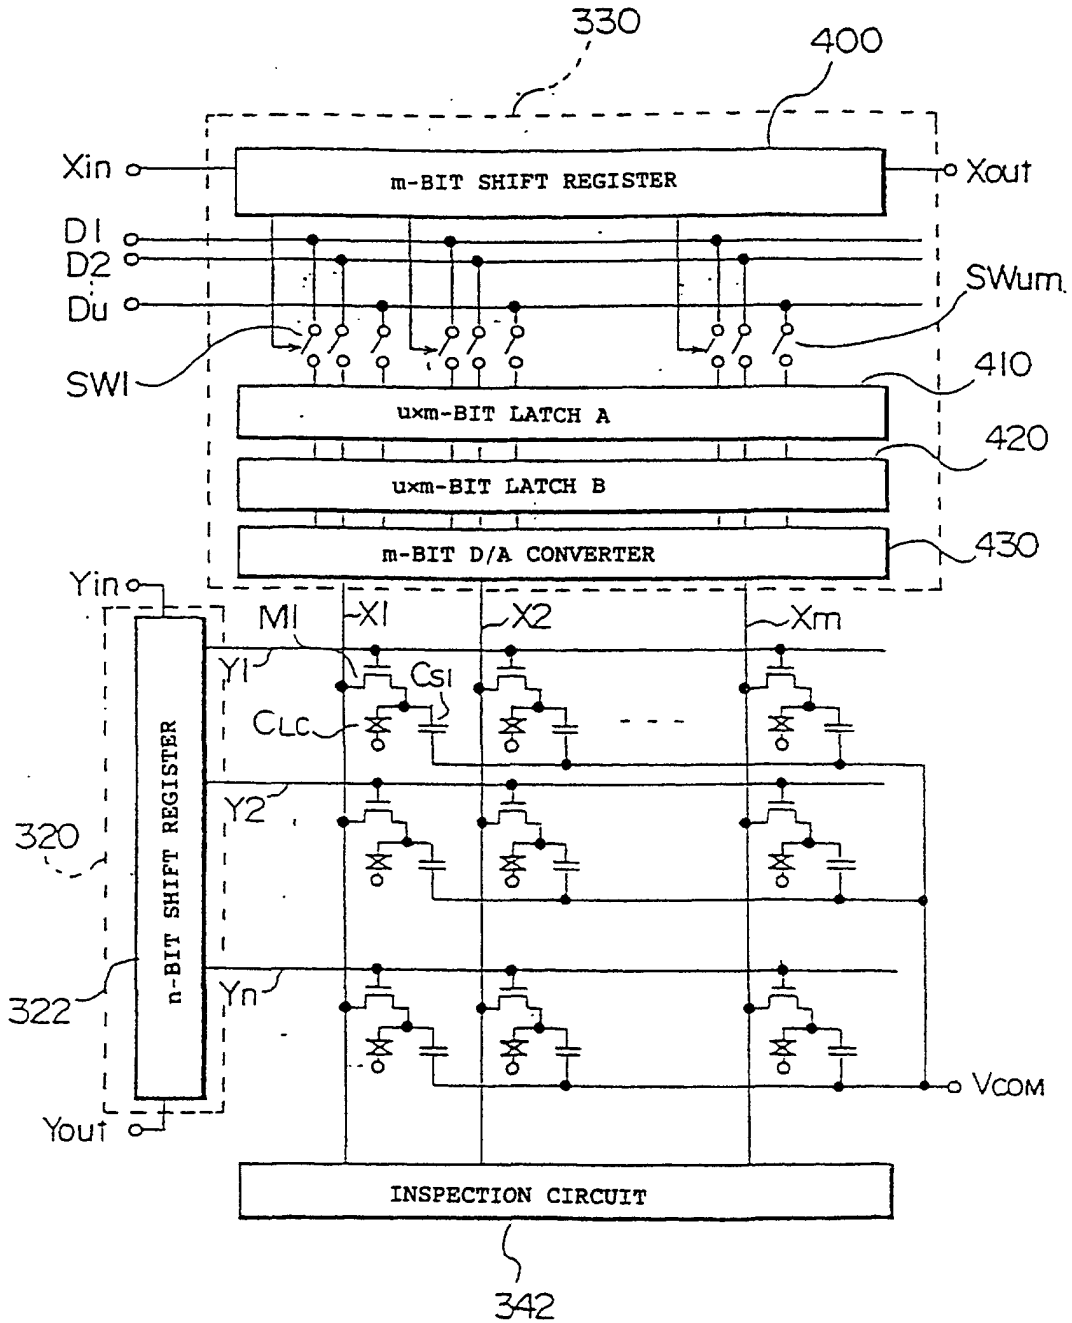 330
400
Xin
m-BIT SHIFT REGISTER
Xout
D1
D2
Du
SWum
SW1
410
u×m-BIT LATCH A
420
u×m-BIT LATCH B
430
m-BIT D/A CONVERTER
Yin
M1
X1
X2
Xm
Y1
Cs1
CLC
Y2
320
n-BIT SHIFT REGISTER
322
Yn
VCOM
Yout
INSPECTION CIRCUIT
342